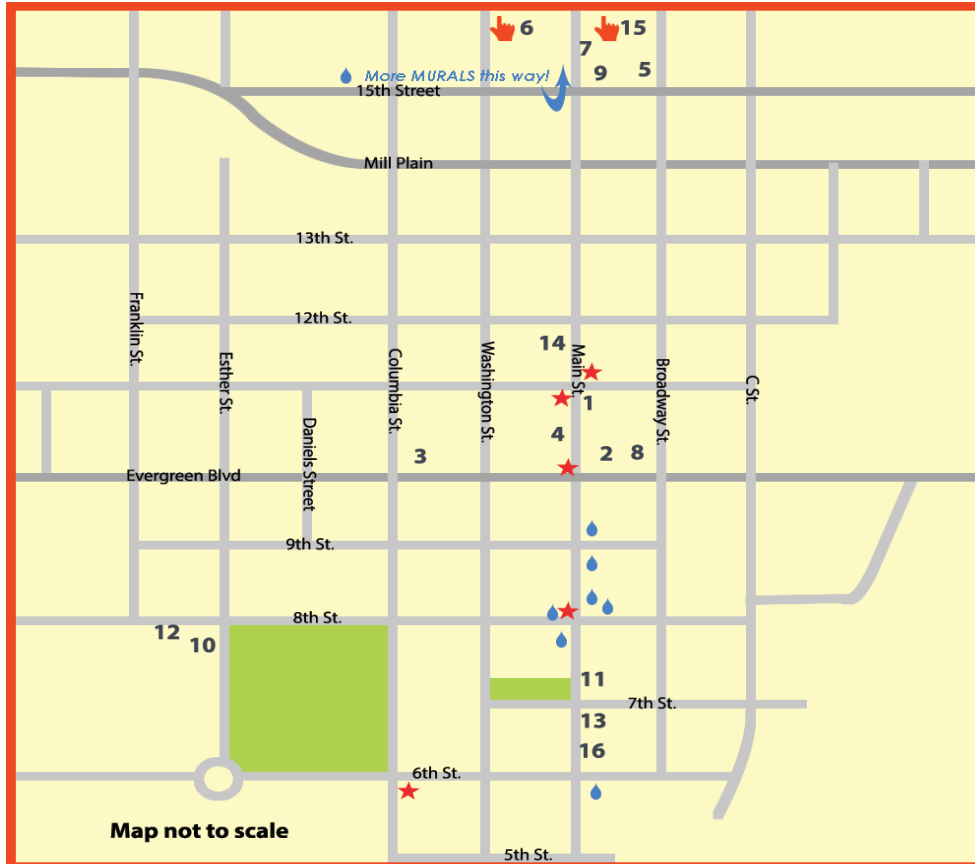 6
15
7
More MURALS this way!
9
5
15th Street
Mill Plain
13th St.
Franklin St.
12th St.
14
Esther St.
Columbia St.
Washington St.
Main St.
Broadway St.
C St.
1
Daniels Street
4
3
2
8
Evergreen Blvd
9th St.
8th St.
12
10
11
7th St.
13
16
6th St.
Map not to scale
5th St.